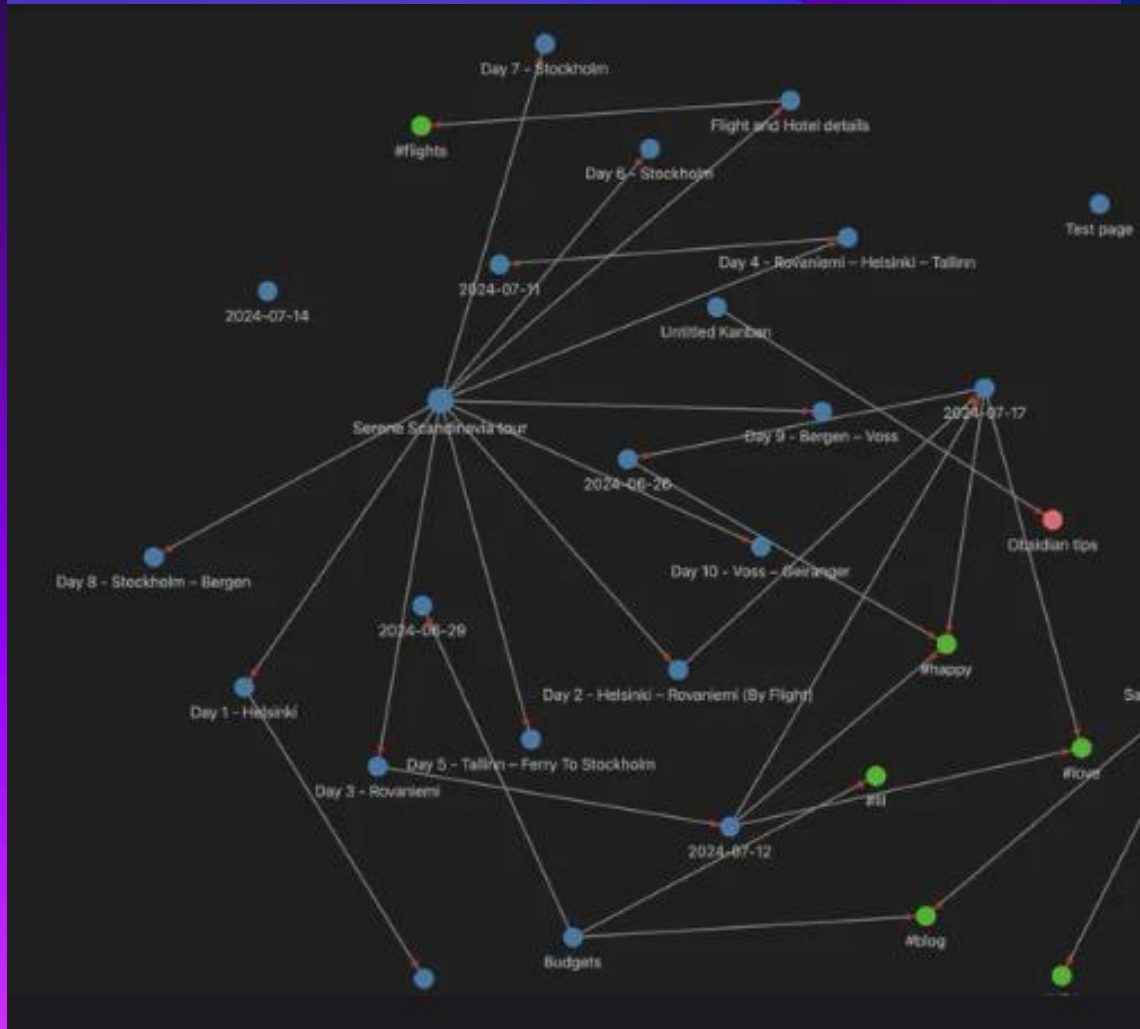 Day 7 - Stockholm
Flight and Hotel details
#flights
Day 6 - Stockholm
Test page
Day 4 - Rovaniemi – Helsinki – Tallinn
2024-07-11
2024-07-14
Untitled Kanban
2024-07-17
Serene Scandinavia tour
Day 9 - Bergen – Voss
2024-06-26
Obsidian tips
Day 10 - Voss – Geiranger
Day 8 - Stockholm – Bergen
2024-06-29
#happy
Day 2 - Helsinki – Rovaniemi (By Flight)
Sa
Day 1 - Helsinki
Day 5 - Tallinn – Ferry To Stockholm
#love
Day 3 - Rovaniemi
2024-07-12
#blog
Budgets